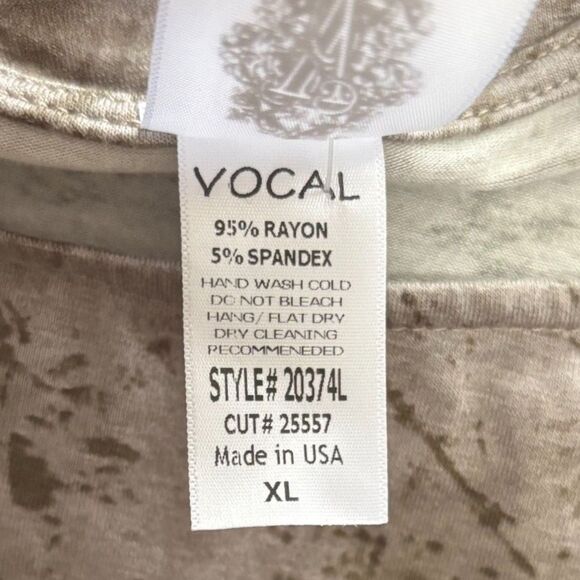 VOCAL
95% RAYON
5% SPANDEX
HAND WASH COLD
DO NOT BLEACH
HANG/ FLAT DRY
DRY CLEANING
RECOMMENEDED
STYLE# 20374L
CUT# 25557
Made in USA
XL